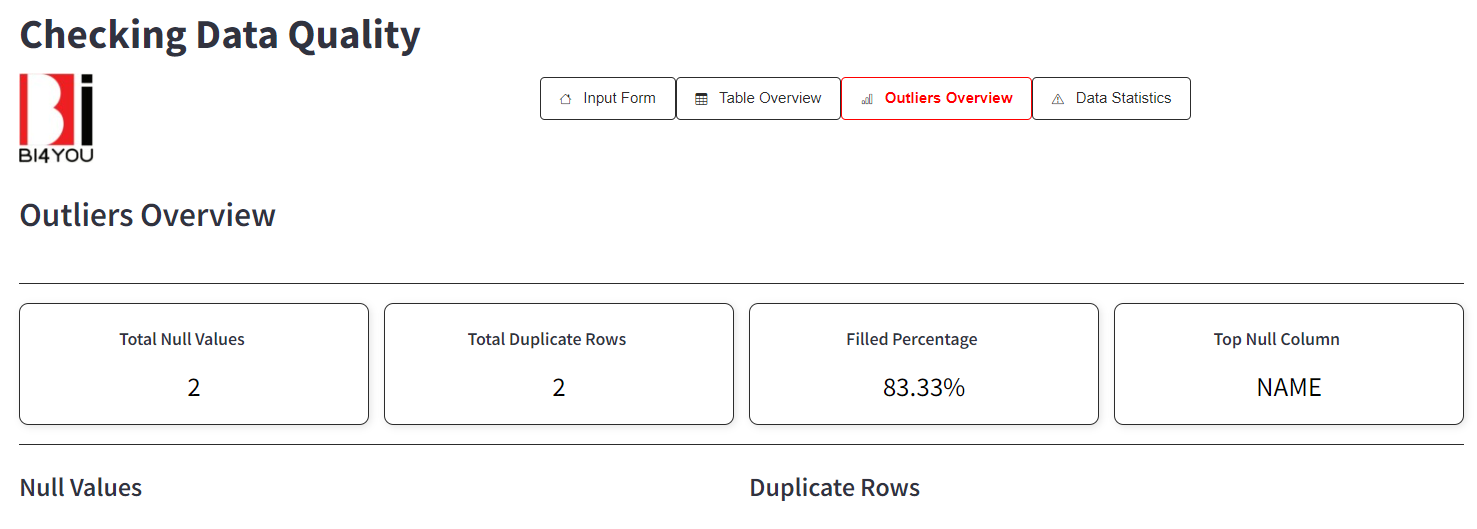 Checking Data Quality
Bi
BI4YOU
Input Form
Table Overview
Outliers Overview
Data Statistics
Outliers Overview
Total Null Values
2
Total Duplicate Rows
2
Filled Percentage
83.33%
Top Null Column
NAME
Null Values
Duplicate Rows